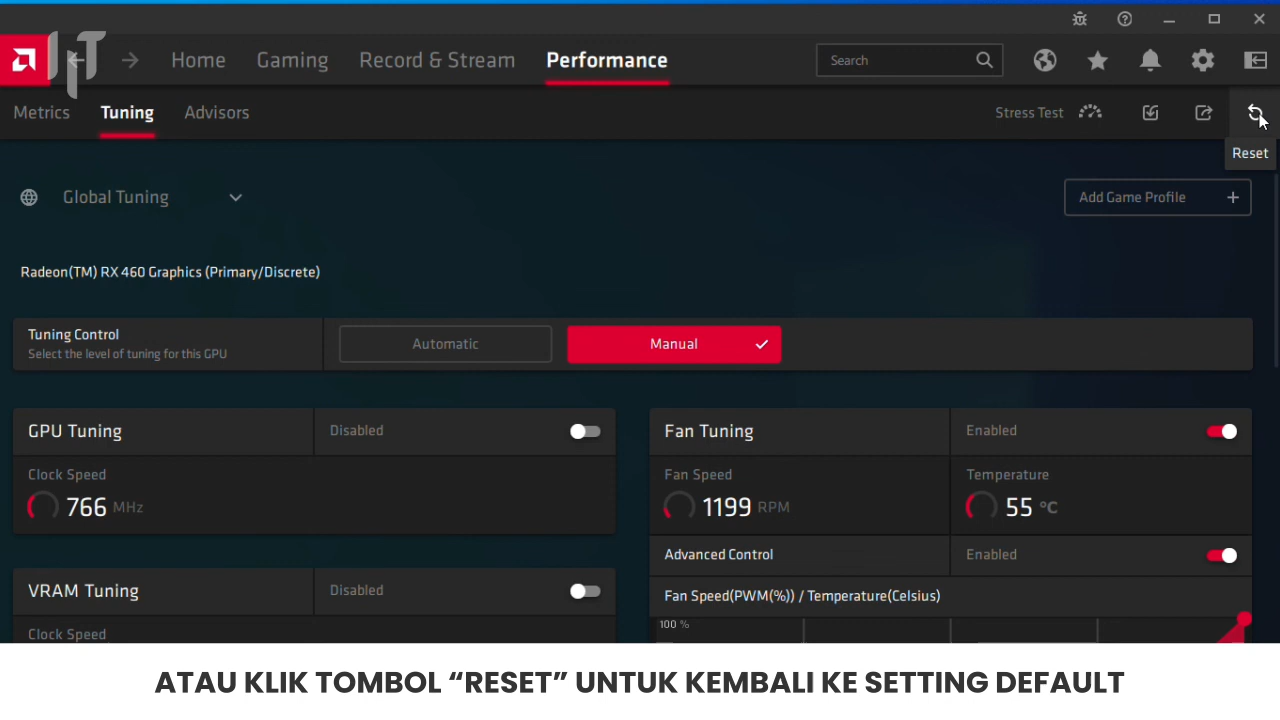 Home Gaming Record & Stream Performance Search
Metrics Tuning Advisors Stress Test
Reset
Global Tuning Add Game Profile
Radeon(TM) RX 460 Graphics (Primary/Discrete)
Tuning Control
Select the level of tuning for this GPU
Automatic Manual
GPU Tuning Disabled
Clock Speed
766 MHz
VRAM Tuning Disabled
Clock Speed
Fan Tuning Enabled
Fan Speed Temperature
1199 RPM 55 °C
Advanced Control Enabled
Fan Speed(PWM(%)) / Temperature(Celsius)
100 %
ATAU KLIK TOMBOL “RESET” UNTUK KEMBALI KE SETTING DEFAULT